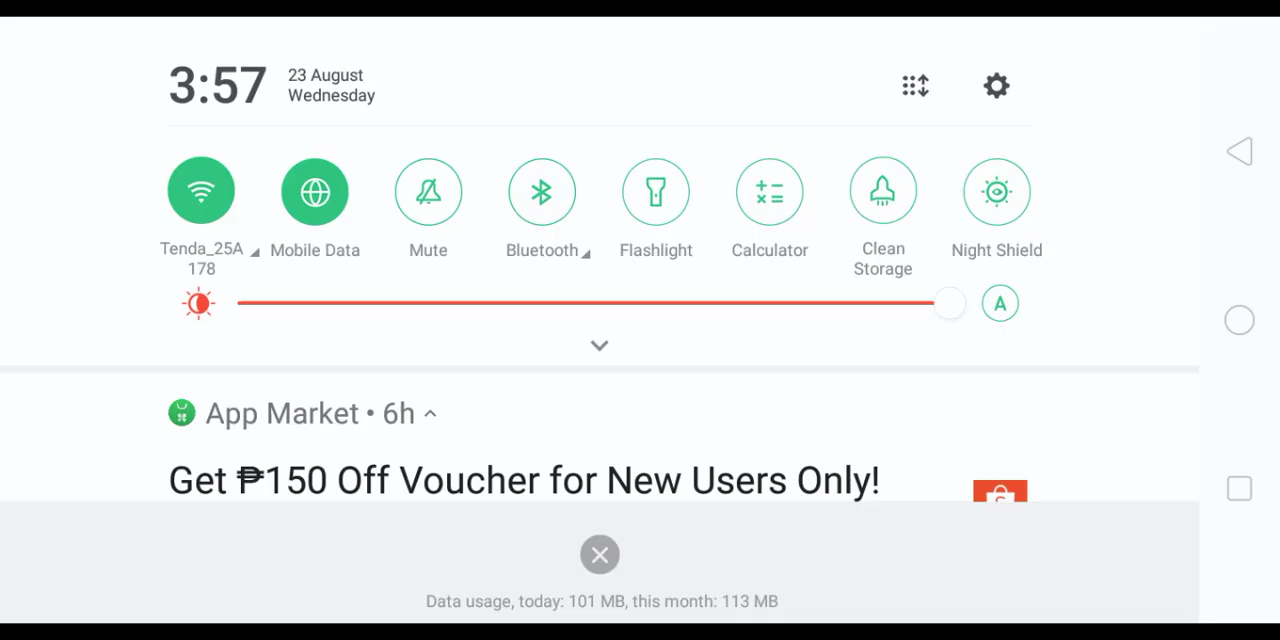 3:57
23 August
Wednesday
Tenda_25A
178
Mobile Data
Mute
Bluetooth
Flashlight
Calculator
Clean
Storage
Night Shield
A
App Market • 6h
Get ₱150 Off Voucher for New Users Only!
Data usage, today: 101 MB, this month: 113 MB